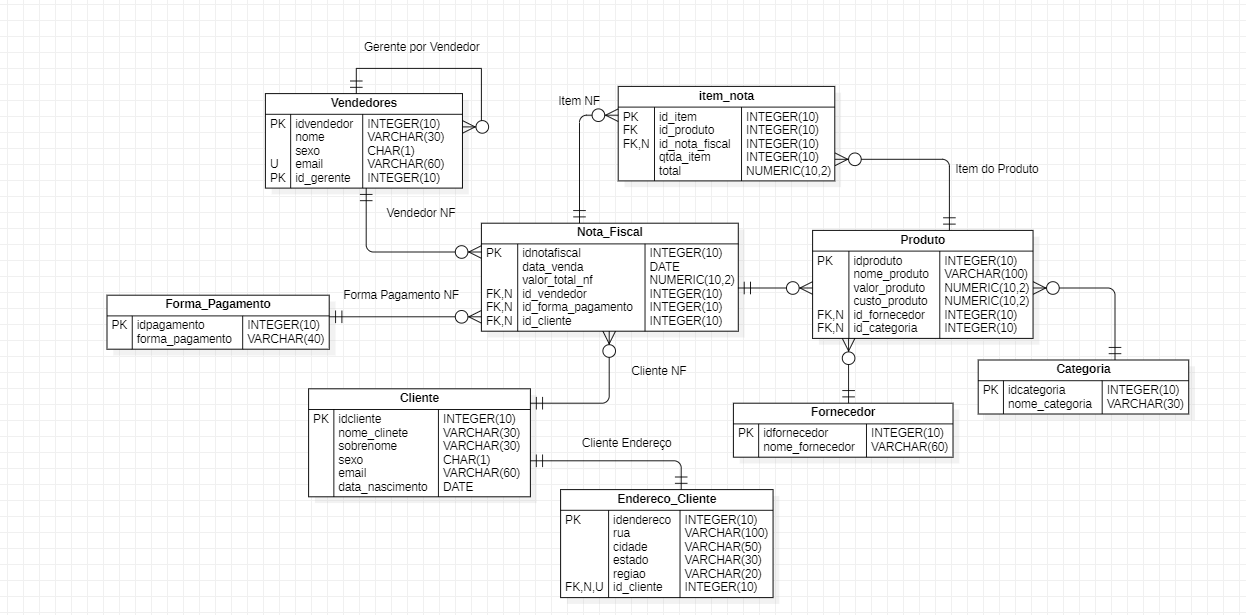 Gerente por Vendedor
Vendedores
PK idvendedor INTEGER(10)
nome VARCHAR(30)
sexo CHAR(1)
U email VARCHAR(60)
PK id_gerente INTEGER(10)
Item NF
item_nota
PK id_item INTEGER(10)
FK id_produto INTEGER(10)
FK,N id_nota_fiscal INTEGER(10)
qtda_item INTEGER(10)
total NUMERIC(10,2)
Item do Produto
Vendedor NF
Nota_Fiscal
PK idnotafiscal INTEGER(10)
data_venda DATE
valor_total_nf NUMERIC(10,2)
FK,N id_vendedor INTEGER(10)
FK,N id_forma_pagamento INTEGER(10)
FK,N id_cliente INTEGER(10)
Produto
PK idproduto INTEGER(10)
nome_produto VARCHAR(100)
valor_produto NUMERIC(10,2)
custo_produto NUMERIC(10,2)
FK,N id_fornecedor INTEGER(10)
FK,N id_categoria INTEGER(10)
Forma Pagamento NF
Forma_Pagamento
PK idpagamento INTEGER(10)
forma_pagamento VARCHAR(40)
Cliente NF
Categoria
PK idcategoria INTEGER(10)
nome_categoria VARCHAR(30)
Cliente
PK idcliente INTEGER(10)
nome_clinete VARCHAR(30)
sobrenome VARCHAR(30)
sexo CHAR(1)
email VARCHAR(60)
data_nascimento DATE
Fornecedor
PK idfornecedor INTEGER(10)
nome_fornecedor VARCHAR(60)
Cliente Endereço
Endereco_Cliente
PK idendereco INTEGER(10)
rua VARCHAR(100)
cidade VARCHAR(50)
estado VARCHAR(30)
regiao VARCHAR(20)
FK,N,U id_cliente INTEGER(10)